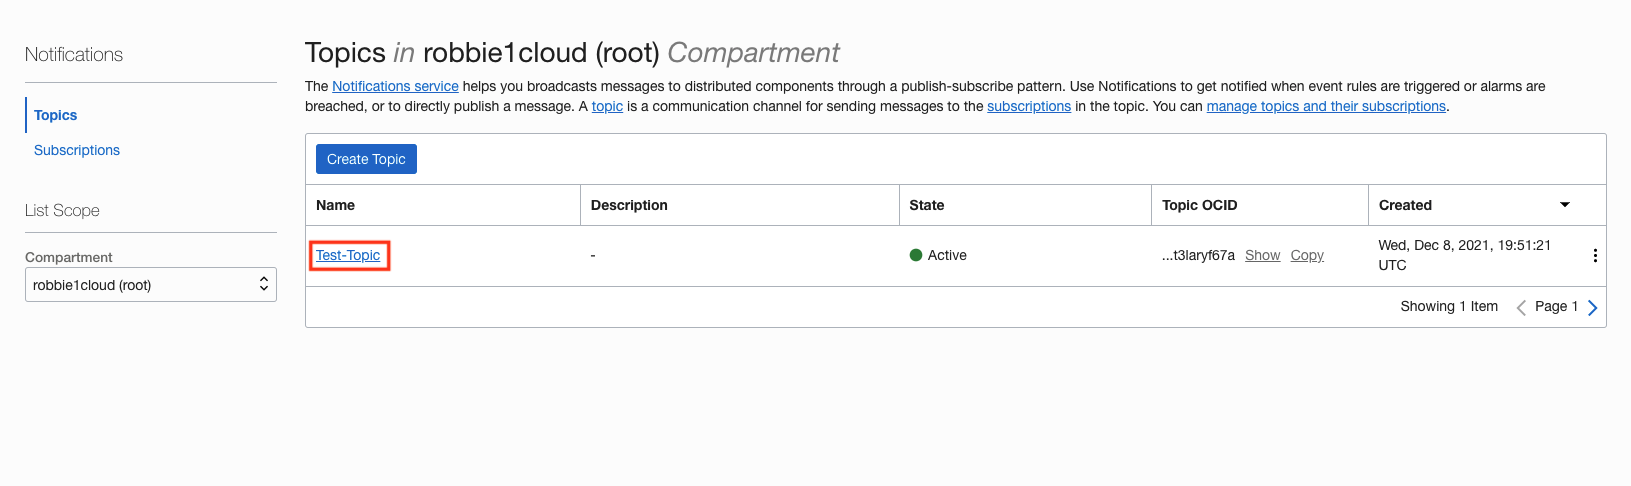 Notifications
Topics
Subscriptions
List Scope
Compartment
robbie1cloud (root)
Topics in robbie1cloud (root) Compartment
The Notifications service helps you broadcasts messages to distributed components through a publish-subscribe pattern. Use Notifications to get notified when event rules are triggered or alarms are
breached, or to directly publish a message. A topic is a communication channel for sending messages to the subscriptions in the topic. You can manage topics and their subscriptions.
Create Topic
Name Description State Topic OCID Created
Test-Topic - Active ...t3laryf67a Show Copy Wed, Dec 8, 2021, 19:51:21
UTC
Showing 1 Item Page 1